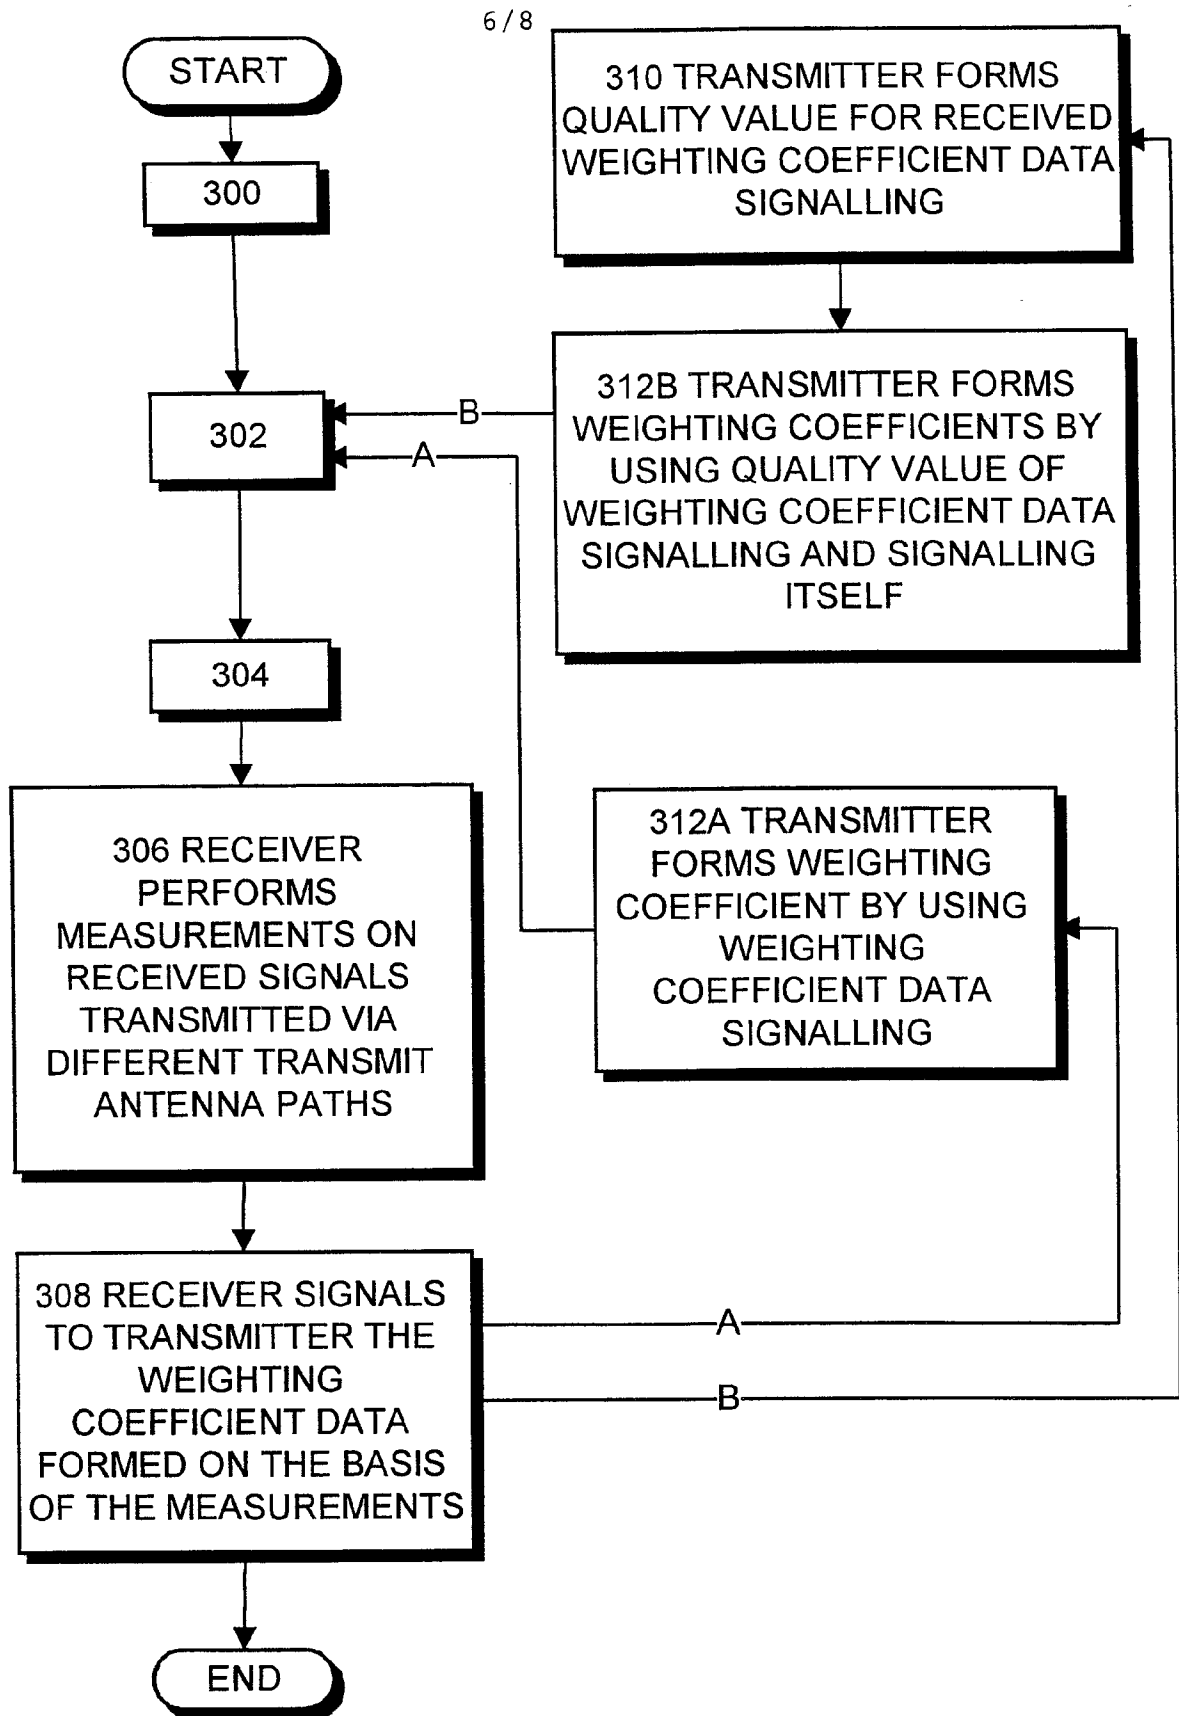 6/8
START
300
302
304
306 RECEIVER
PERFORMS
MEASUREMENTS ON
RECEIVED SIGNALS
TRANSMITTED VIA
DIFFERENT TRANSMIT
ANTENNA PATHS
308 RECEIVER SIGNALS
TO TRANSMITTER THE
WEIGHTING
COEFFICIENT DATA
FORMED ON THE BASIS
OF THE MEASUREMENTS
END
310 TRANSMITTER FORMS
QUALITY VALUE FOR RECEIVED
WEIGHTING COEFFICIENT DATA
SIGNALLING
312B TRANSMITTER FORMS
WEIGHTING COEFFICIENTS BY
USING QUALITY VALUE OF
WEIGHTING COEFFICIENT DATA
SIGNALLING AND SIGNALLING
ITSELF
B
A
312A TRANSMITTER
FORMS WEIGHTING
COEFFICIENT BY USING
WEIGHTING
COEFFICIENT DATA
SIGNALLING
A
B